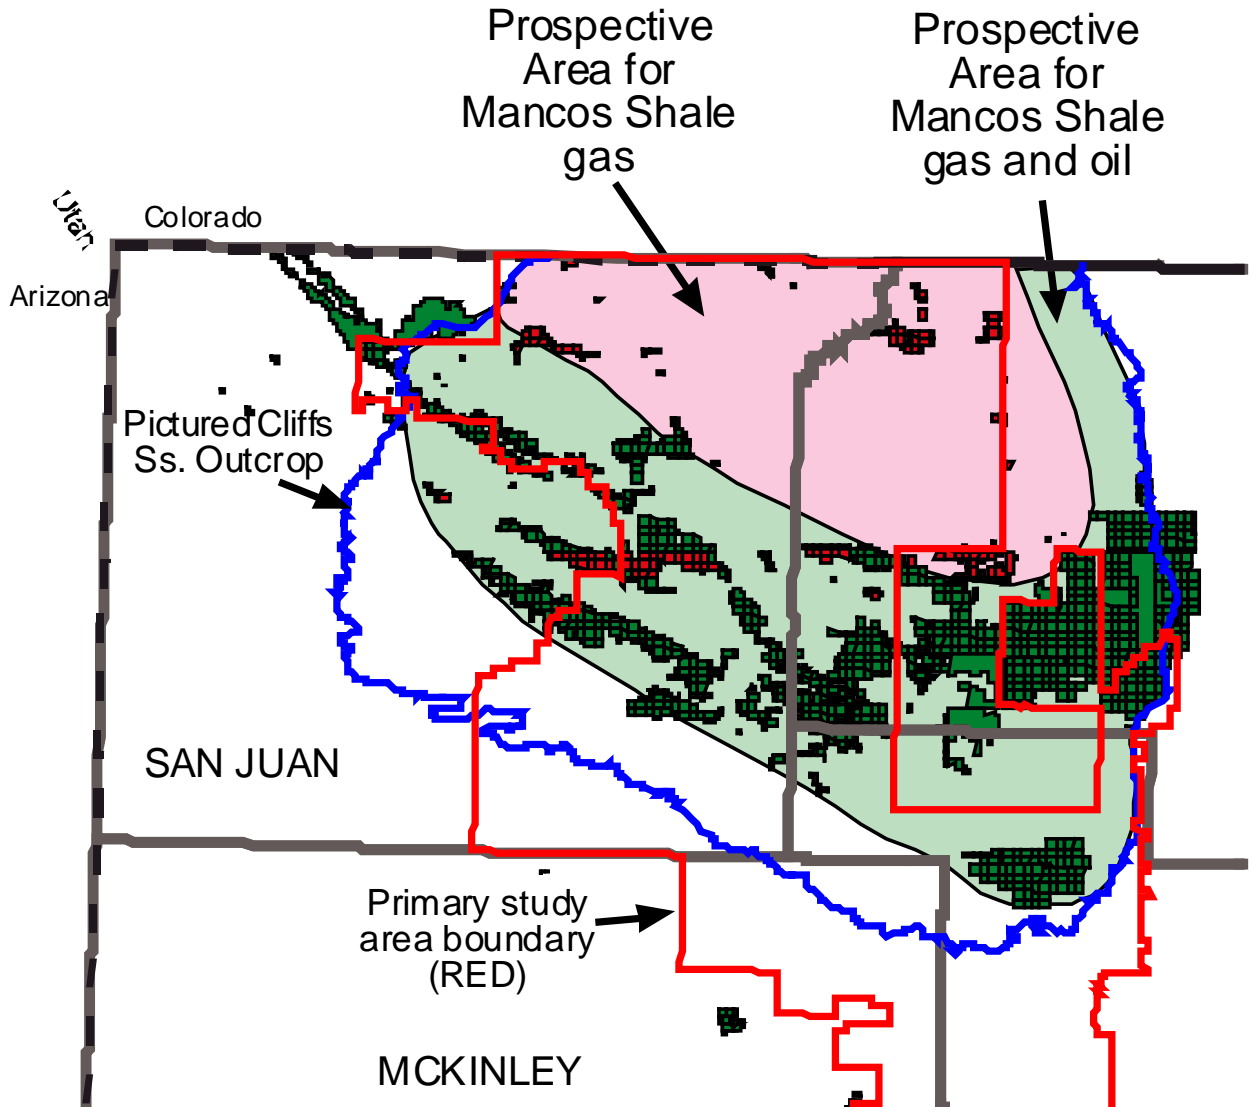 Prospective
Area for
Mancos Shale
gas
Prospective
Area for
Mancos Shale
gas and oil
Utah
Colorado
Arizona
Pictured Cliffs
Ss. Outcrop
SAN JUAN
Primary study
area boundary
(RED)
MCKINLEY